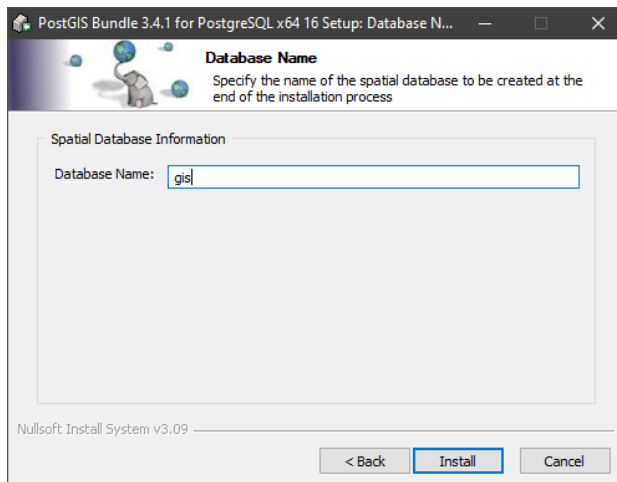 PostGIS Bundle 3.4.1 for PostgreSQL x64 16 Setup: Database N...
Database Name
Specify the name of the spatial database to be created at the
end of the installation process
Spatial Database Information
Database Name: gis
Nullsoft Install System v3.09
< Back Install Cancel